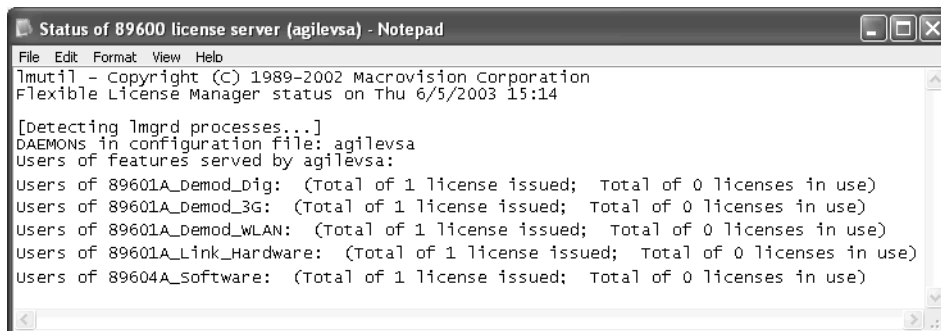 Status of 89600 license server (agilevsa) - Notepad
File Edit Format View Help
lmutil - Copyright (C) 1989-2002 Macrovision Corporation
Flexible License Manager status on Thu 6/5/2003 15:14
[Detecting lmgrd processes...]
DAEMONs in configuration file: agilevsa
Users of features served by agilevsa:
Users of 89601A_Demod_Dig: (Total of 1 license issued; Total of 0 licenses in use)
Users of 89601A_Demod_3G: (Total of 1 license issued; Total of 0 licenses in use)
Users of 89601A_Demod_WLAN: (Total of 1 license issued; Total of 0 licenses in use)
Users of 89601A_Link_Hardware: (Total of 1 license issued; Total of 0 licenses in use)
Users of 89604A_Software: (Total of 1 license issued; Total of 0 licenses in use)